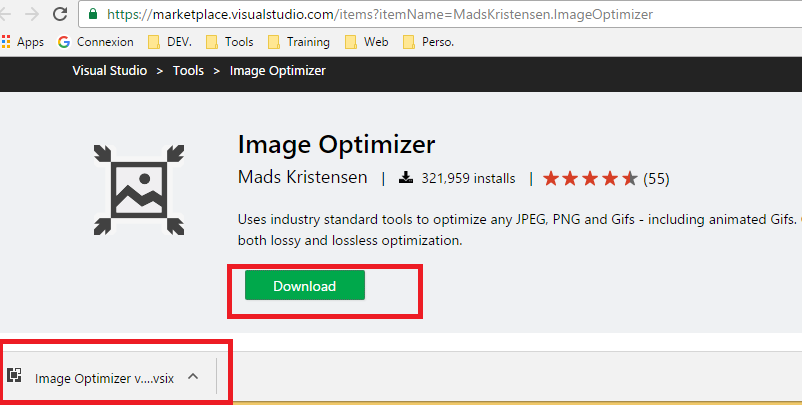 https://marketplace.visualstudio.com/items?itemName=MadsKristensen.ImageOptimizer
Apps Connexion DEV. Tools Training Web Perso.
Visual Studio > Tools > Image Optimizer
Image Optimizer
Mads Kristensen | 321,959 installs | (55)
Uses industry standard tools to optimize any JPEG, PNG and Gifs - including animated Gifs.
both lossy and lossless optimization.
Download
Image Optimizer v....vsix